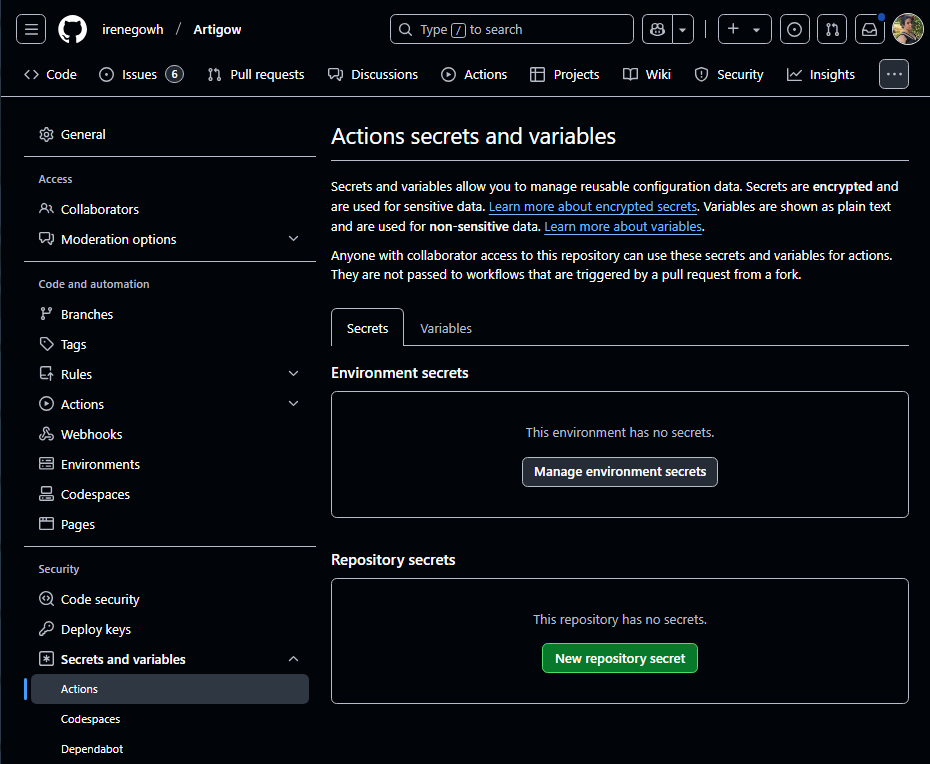 irenegowh / Artigow
Type / to search
Code
Issues 6
Pull requests
Discussions
Actions
Projects
Wiki
Security
Insights
General
Access
Collaborators
Moderation options
Code and automation
Branches
Tags
Rules
Actions
Webhooks
Environments
Codespaces
Pages
Security
Code security
Deploy keys
Secrets and variables
Actions
Codespaces
Dependabot
Actions secrets and variables
Secrets and variables allow you to manage reusable configuration data. Secrets are encrypted and
are used for sensitive data. Learn more about encrypted secrets. Variables are shown as plain text
and are used for non-sensitive data. Learn more about variables.
Anyone with collaborator access to this repository can use these secrets and variables for actions.
They are not passed to workflows that are triggered by a pull request from a fork.
Secrets
Variables
Environment secrets
This environment has no secrets.
Manage environment secrets
Repository secrets
This repository has no secrets.
New repository secret